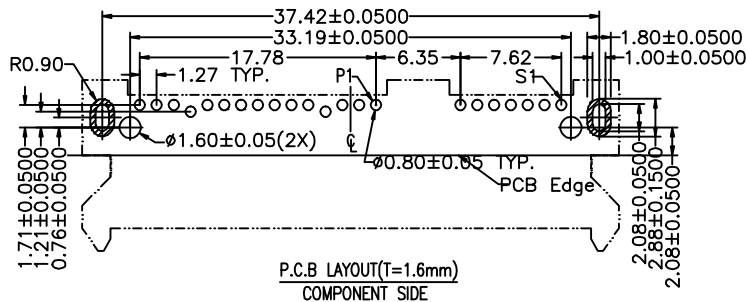 37.42±0.0500
33.19±0.0500
17.78
6.35
7.62
1.80±0.0500
1.00±0.0500
R0.90
1.27 TYP.
P1
S1
ø1.60±0.05(2X)
℄
ø0.80±0.05 TYP.
PCB Edge
1.71±0.0500
1.21±0.0500
0.76±0.0500
2.08±0.0500
2.88±0.1500
2.08±0.0500
P.C.B LAYOUT(T=1.6mm)
COMPONENT SIDE